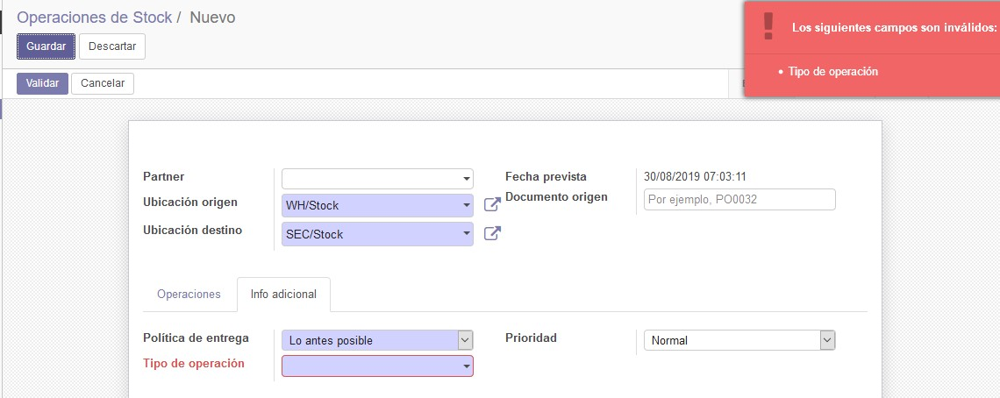 Operaciones de Stock / Nuevo
Guardar Descartar
Los siguientes campos son inválidos:
Tipo de operación
Validar Cancelar
Partner
Fecha prevista 30/08/2019 07:03:11
Ubicación origen WH/Stock
Documento origen Por ejemplo, PO0032
Ubicación destino SEC/Stock
Operaciones Info adicional
Política de entrega Lo antes posible
Prioridad Normal
Tipo de operación